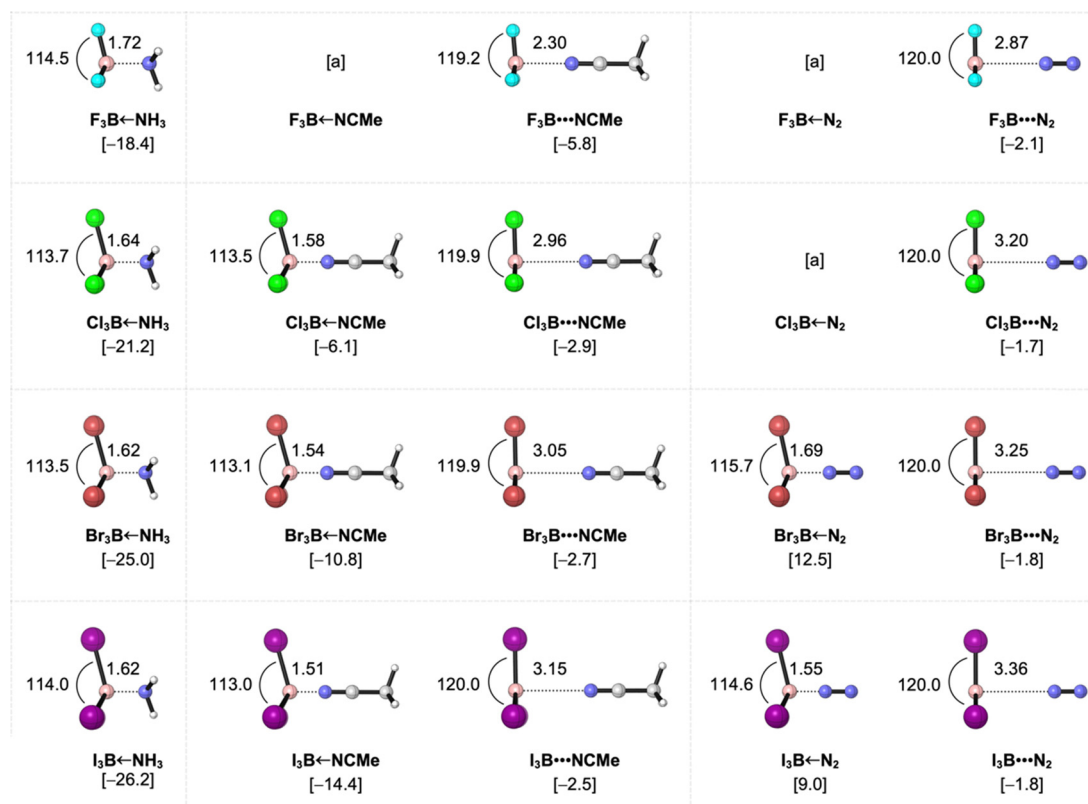 114.5 1.72 [a] 119.2 2.30 [a] 120.0 2.87
F₃B←NH₃ F₃B←NCMe F₃B•••NCMe F₃B←N₂ F₃B•••N₂
[−18.4] [−5.8] [−2.1]
113.7 1.64 113.5 1.58 119.9 2.96 [a] 120.0 3.20
Cl₃B←NH₃ Cl₃B←NCMe Cl₃B•••NCMe Cl₃B←N₂ Cl₃B•••N₂
[−21.2] [−6.1] [−2.9] [−1.7]
113.5 1.62 113.1 1.54 119.9 3.05 115.7 1.69 120.0 3.25
Br₃B←NH₃ Br₃B←NCMe Br₃B•••NCMe Br₃B←N₂ Br₃B•••N₂
[−25.0] [−10.8] [−2.7] [12.5] [−1.8]
114.0 1.62 113.0 1.51 120.0 3.15 114.6 1.55 120.0 3.36
I₃B←NH₃ I₃B←NCMe I₃B•••NCMe I₃B←N₂ I₃B•••N₂
[−26.2] [−14.4] [−2.5] [9.0] [−1.8]